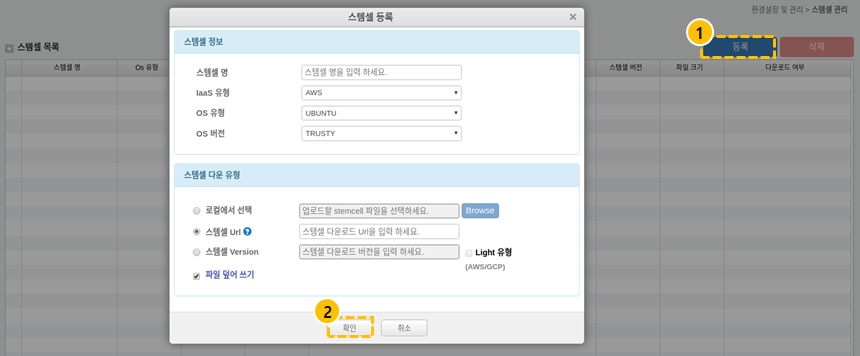 환경설정 및 관리 > 스템셀 관리
스템셀 목록
1
등록
삭제
스템셀 명
Os 유형
스템셀 버전
파일 크기
다운로드 여부
스템셀 등록
×
스템셀 정보
스템셀 명
스템셀 명을 입력 하세요.
IaaS 유형
AWS
OS 유형
UBUNTU
OS 버전
TRUSTY
스템셀 다운 유형
로컬에서 선택
업로드할 stemcell 파일을 선택하세요.
Browse
스템셀 Url ?
스템셀 다운로드 Url을 입력 하세요.
스템셀 Version
스템셀 다운로드 버전을 입력 하세요.
Light 유형
(AWS/GCP)
파일 덮어 쓰기
2
확인
취소